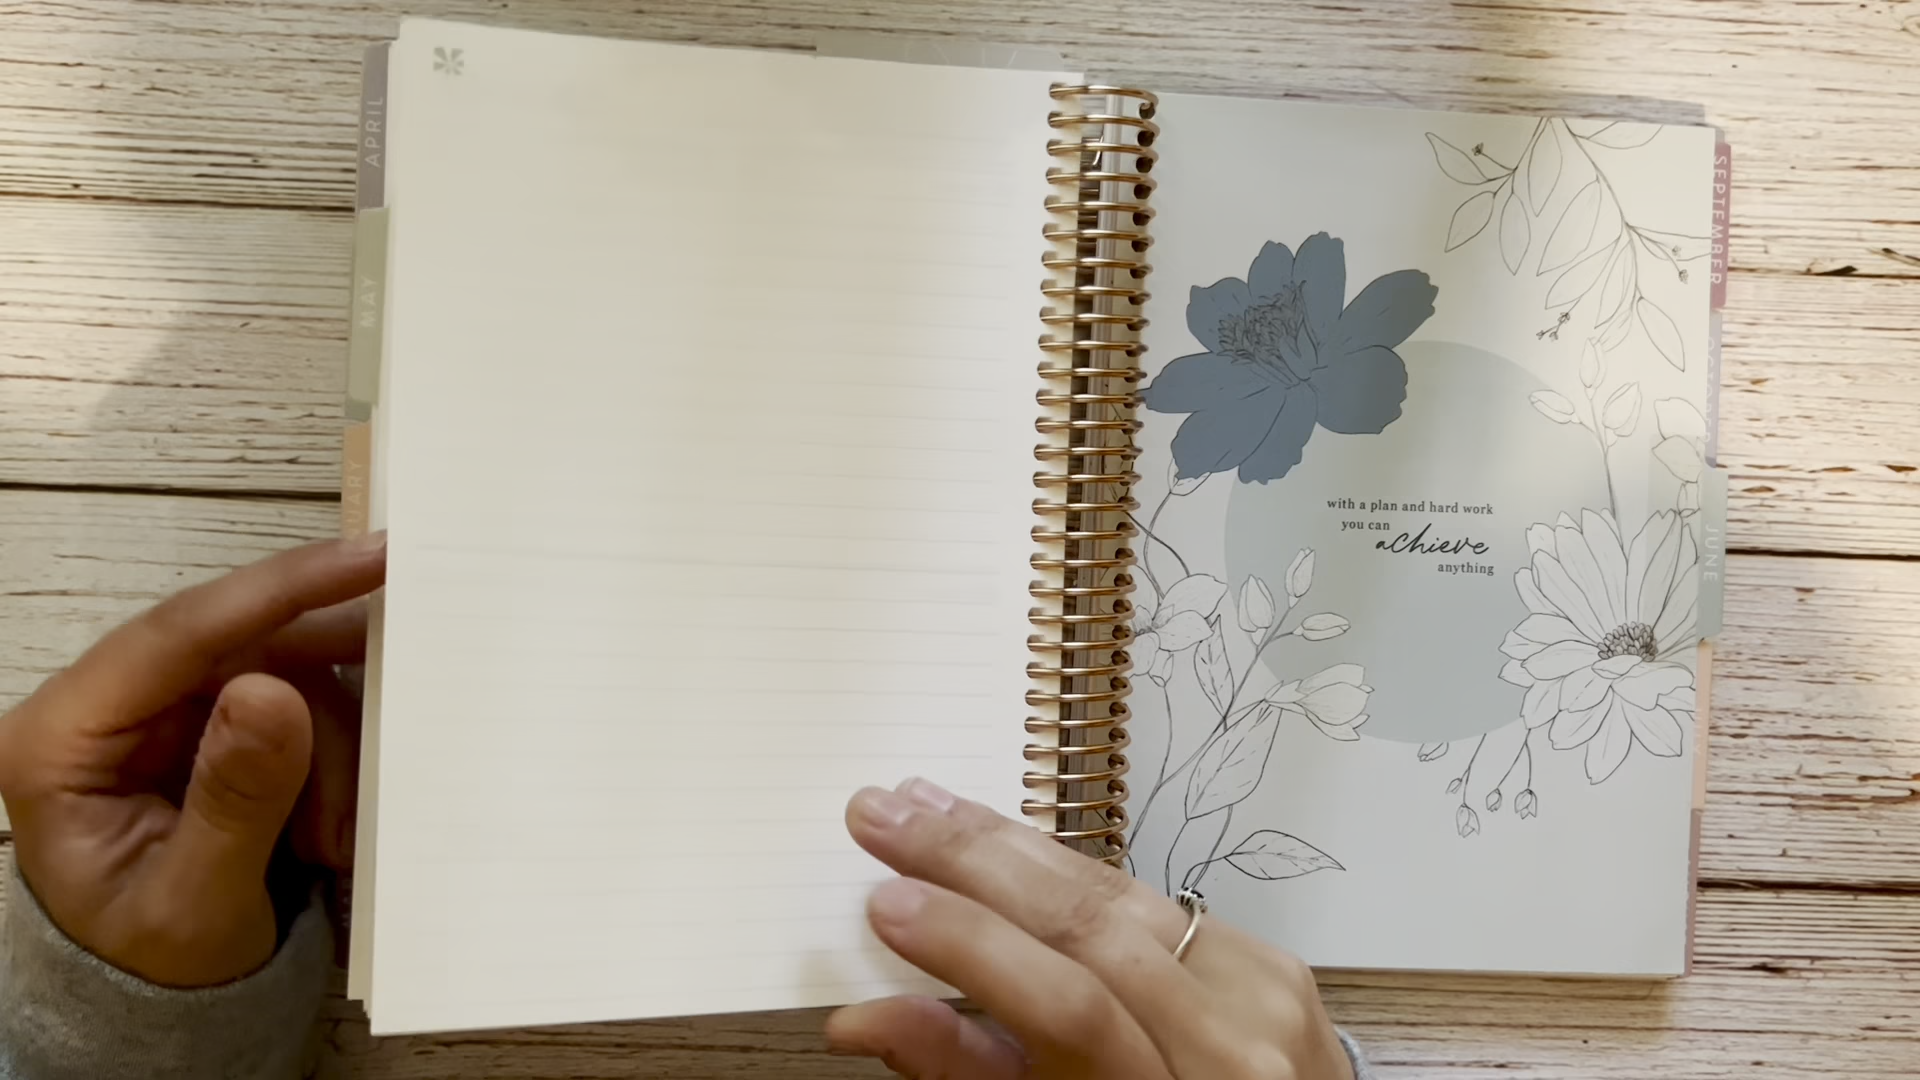 APRIL
MAY
with a plan and hard work
you can
achieve
anything
SEPTEMBER
JUNE